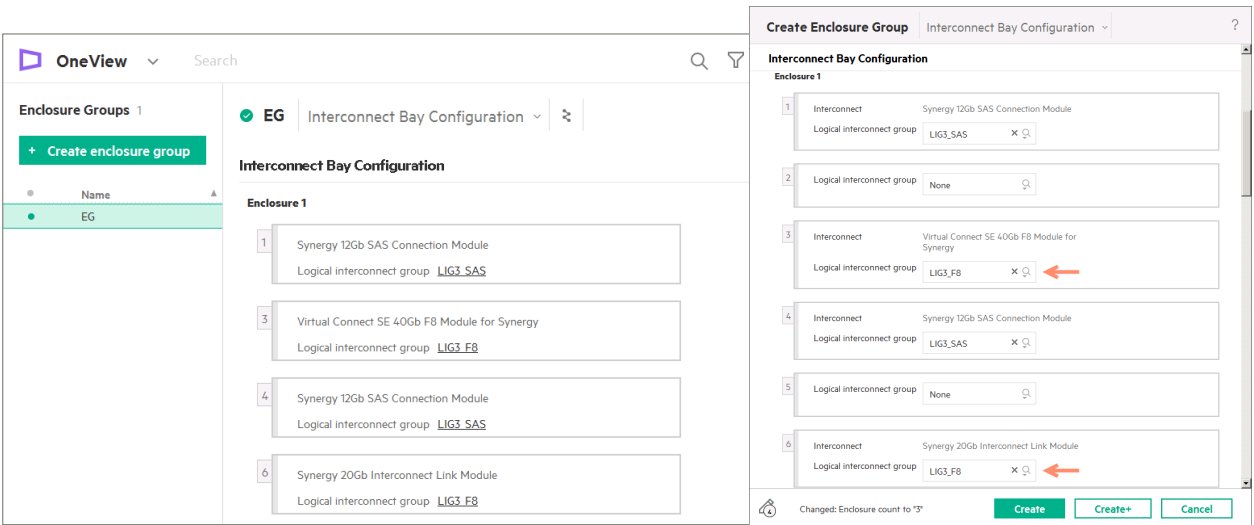 OneView
Search
Enclosure Groups 1
+ Create enclosure group
Name
EG
EG
Interconnect Bay Configuration
Interconnect Bay Configuration
Enclosure 1
1
Synergy 12Gb SAS Connection Module
Logical interconnect group LIG3_SAS
3
Virtual Connect SE 40Gb F8 Module for Synergy
Logical interconnect group LIG3_F8
4
Synergy 12Gb SAS Connection Module
Logical interconnect group LIG3_SAS
6
Synergy 20Gb Interconnect Link Module
Logical interconnect group LIG3_F8
Create Enclosure Group
Interconnect Bay Configuration
?
Interconnect Bay Configuration
Enclosure 1
1
Interconnect Synergy 12Gb SAS Connection Module
Logical interconnect group LIG3_SAS
2
Logical interconnect group None
3
Interconnect Virtual Connect SE 40Gb F8 Module for
Synergy
Logical interconnect group LIG3_F8
4
Interconnect Synergy 12Gb SAS Connection Module
Logical interconnect group LIG3_SAS
5
Logical interconnect group None
6
Interconnect Synergy 20Gb Interconnect Link Module
Logical interconnect group LIG3_F8
4
Changed: Enclosure count to "3"
Create
Create+
Cancel